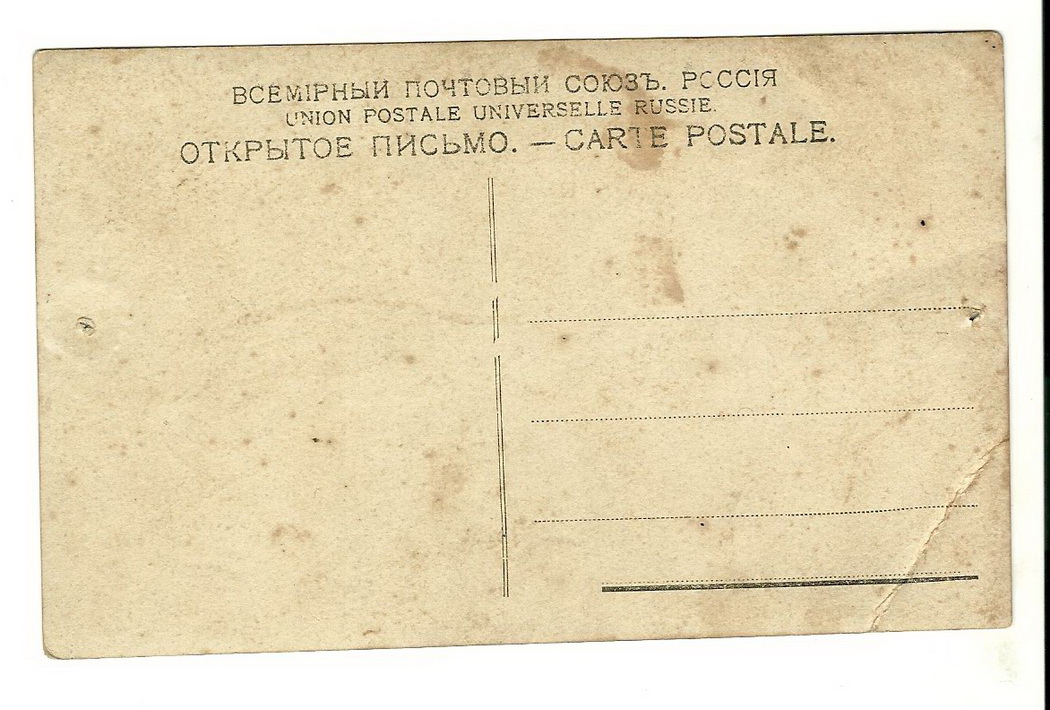 ВСЕМІРНЫЙ ПОЧТОВЫЙ СОЮЗЪ. РОССІЯ
UNION POSTALE UNIVERSELLE RUSSIE.
ОТКРЫТОЕ ПИСЬМО. — CARTE POSTALE.